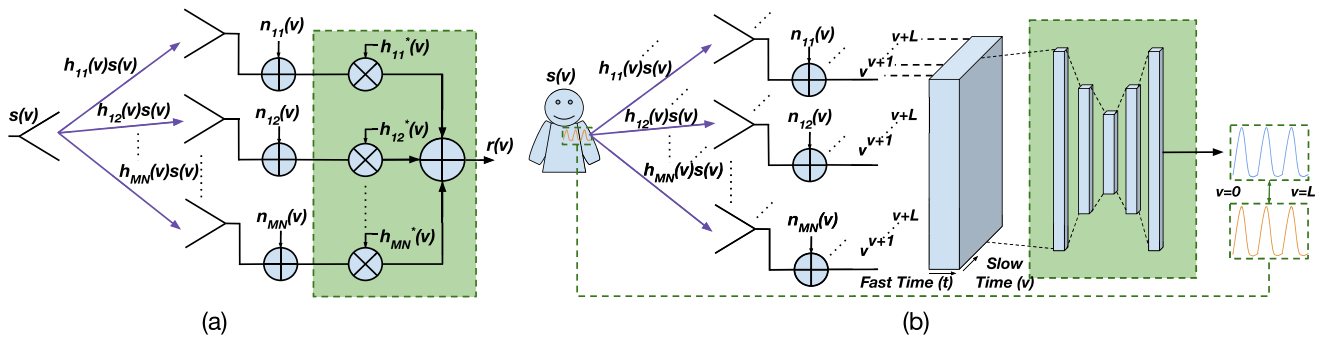 s(v)
h11(v)s(v)
h12(v)s(v)
hMN(v)s(v)
n11(v)
n12(v)
nMN(v)
h11*(v)
h12*(v)
hMN*(v)
r(v)
(a)
s(v)
h11(v)s(v)
h12(v)s(v)
hMN(v)s(v)
n11(v)
v
v+1
v+L
n12(v)
v
v+1
v+L
nMN(v)
v
v+1
v+L
Fast Time (t)
Slow
Time (v)
v=0
v=L
(b)